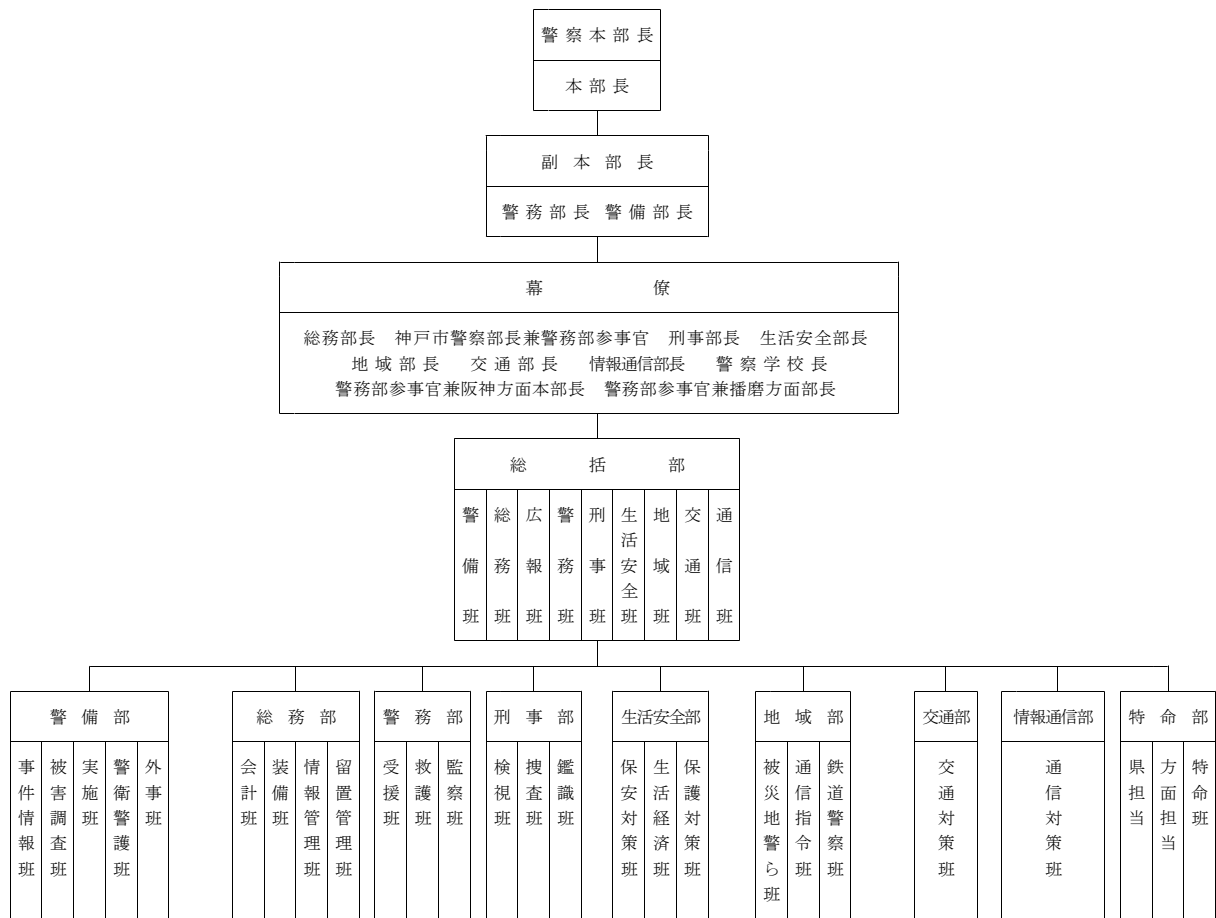 警察本部長
本部長
副本部長
警務部長 警備部長
幕僚
総務部長 神戸市警察部長兼警務部参事官 刑事部長 生活安全部長
地域部長 交通部長 情報通信部長 警察学校長
警務部参事官兼阪神方面本部長 警務部参事官兼播磨方面部長
総括部
警備班
総務班
広報班
警務班
刑事班
生活安全班
地域班
交通班
通信班
警備部
事件情報班
被害調査班
実施班
警衛警護班
外事班
総務部
会計班
装備班
情報管理班
留置管理班
警務部
受援班
救護班
監察班
刑事部
検視班
捜査班
鑑識班
生活安全部
保安対策班
生活経済班
保護対策班
地域部
被災地警ら班
通信指令班
鉄道警察班
交通部
交通対策班
情報通信部
通信対策班
特命部
県担当
方面担当
特命班